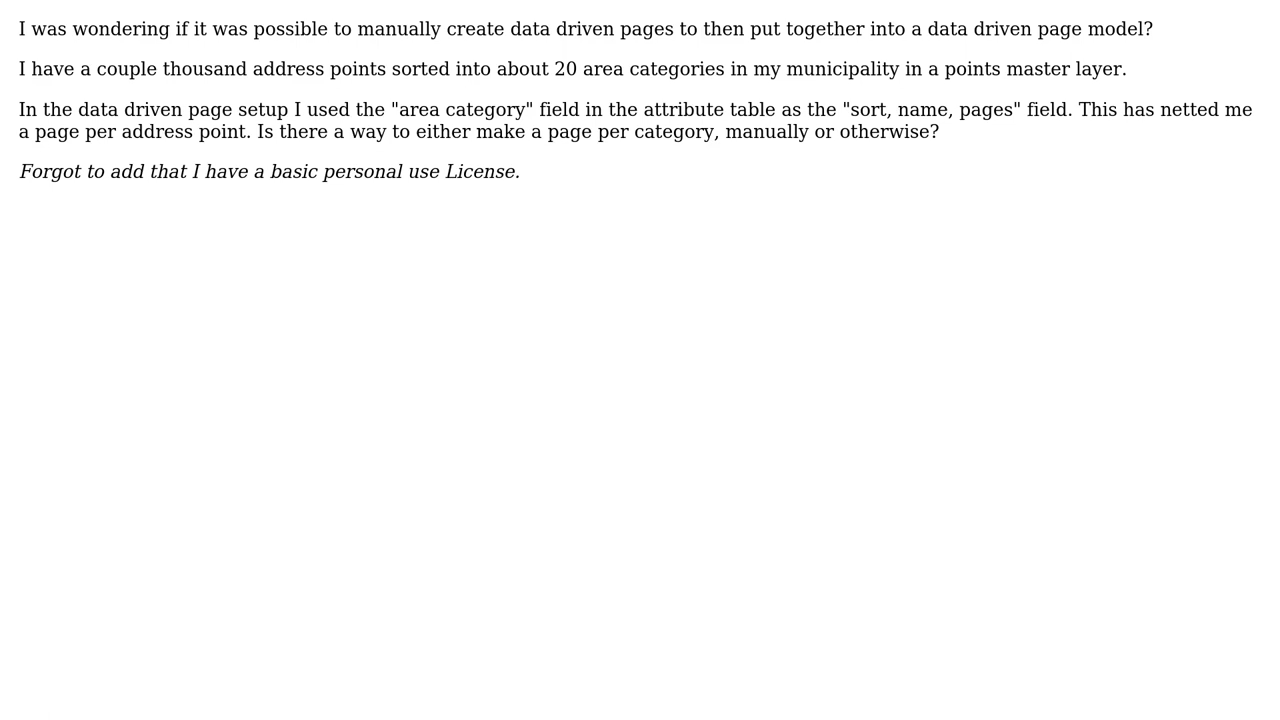 I was wondering if it was possible to manually create data driven pages to then put together into a data driven page model?
I have a couple thousand address points sorted into about 20 area categories in my municipality in a points master layer.
In the data driven page setup I used the "area category" field in the attribute table as the "sort, name, pages" field. This has netted me
a page per address point. Is there a way to either make a page per category, manually or otherwise?
Forgot to add that I have a basic personal use License.